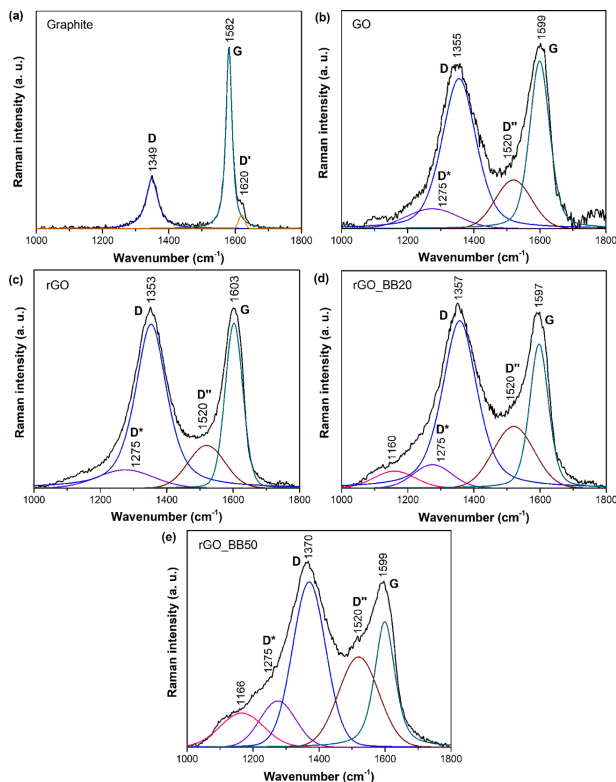 (a)
Graphite
1582
G
D
1349
D'
1620
Raman intensity (a. u.)
1000 1200 1400 1600 1800
Wavenumber (cm⁻¹)
(b)
GO
1355
1599
D
G
D"
1520
D*
1275
Raman intensity (a. u.)
1000 1200 1400 1600 1800
Wavenumber (cm⁻¹)
(c)
rGO
1353
1603
D
G
D"
1520
D*
1275
Raman intensity (a. u.)
1000 1200 1400 1600 1800
Wavenumber (cm⁻¹)
(d)
rGO_BB20
1357
1597
D
G
D"
1520
D*
1275
1160
Raman intensity (a. u.)
1000 1200 1400 1600 1800
Wavenumber (cm⁻¹)
(e)
rGO_BB50
D
1370
1599
G
D"
1520
D*
1275
1166
Raman intensity (a. u.)
1000 1200 1400 1600 1800
Wavenumber (cm⁻¹)